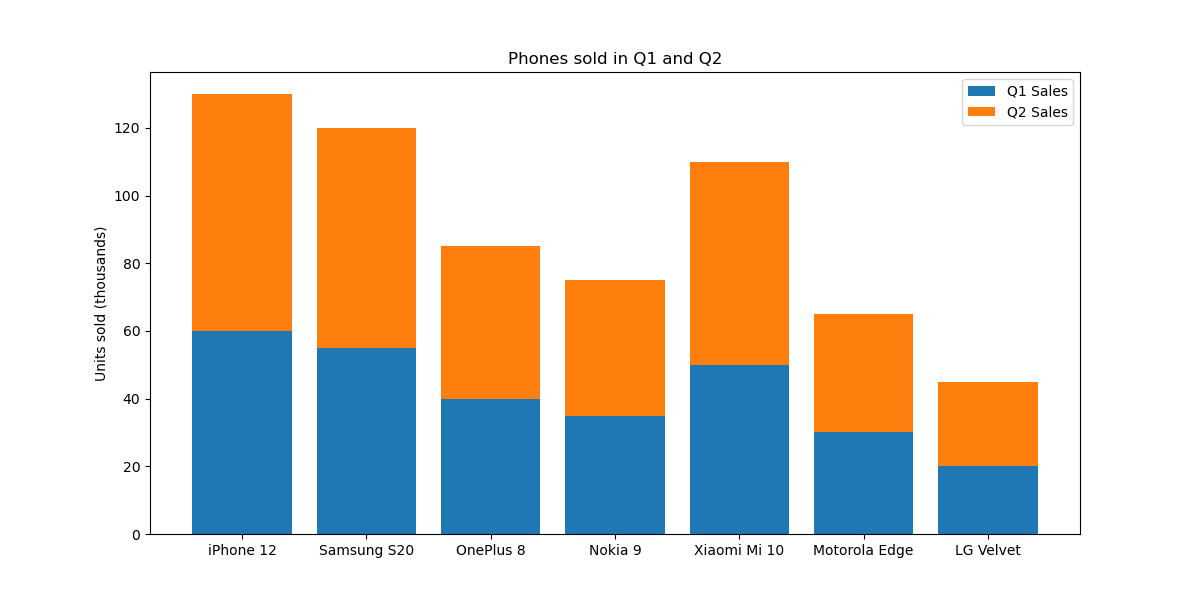 Phones sold in Q1 and Q2
Q1 Sales
Q2 Sales
Units sold (thousands)
120
100
80
60
40
20
0
iPhone 12 Samsung S20 OnePlus 8 Nokia 9 Xiaomi Mi 10 Motorola Edge LG Velvet